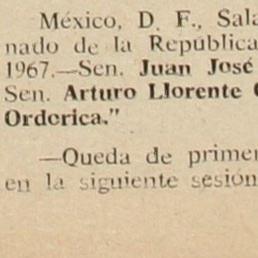 México, D. F., Sala
nado de la República
1967.—Sen. Juan José
Sen. Arturo Llorente G
Orderica."
—Queda de primer
en la siguiente sesión